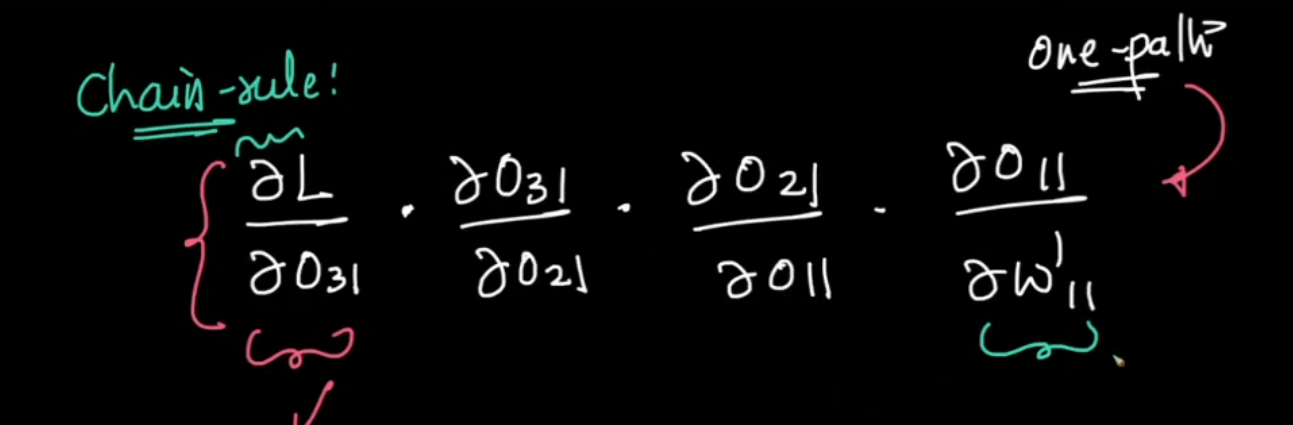 one-path
Chain-rule!
∂L/∂O31 · ∂O31/∂O21 · ∂O21/∂O11 · ∂O11/∂W¹11